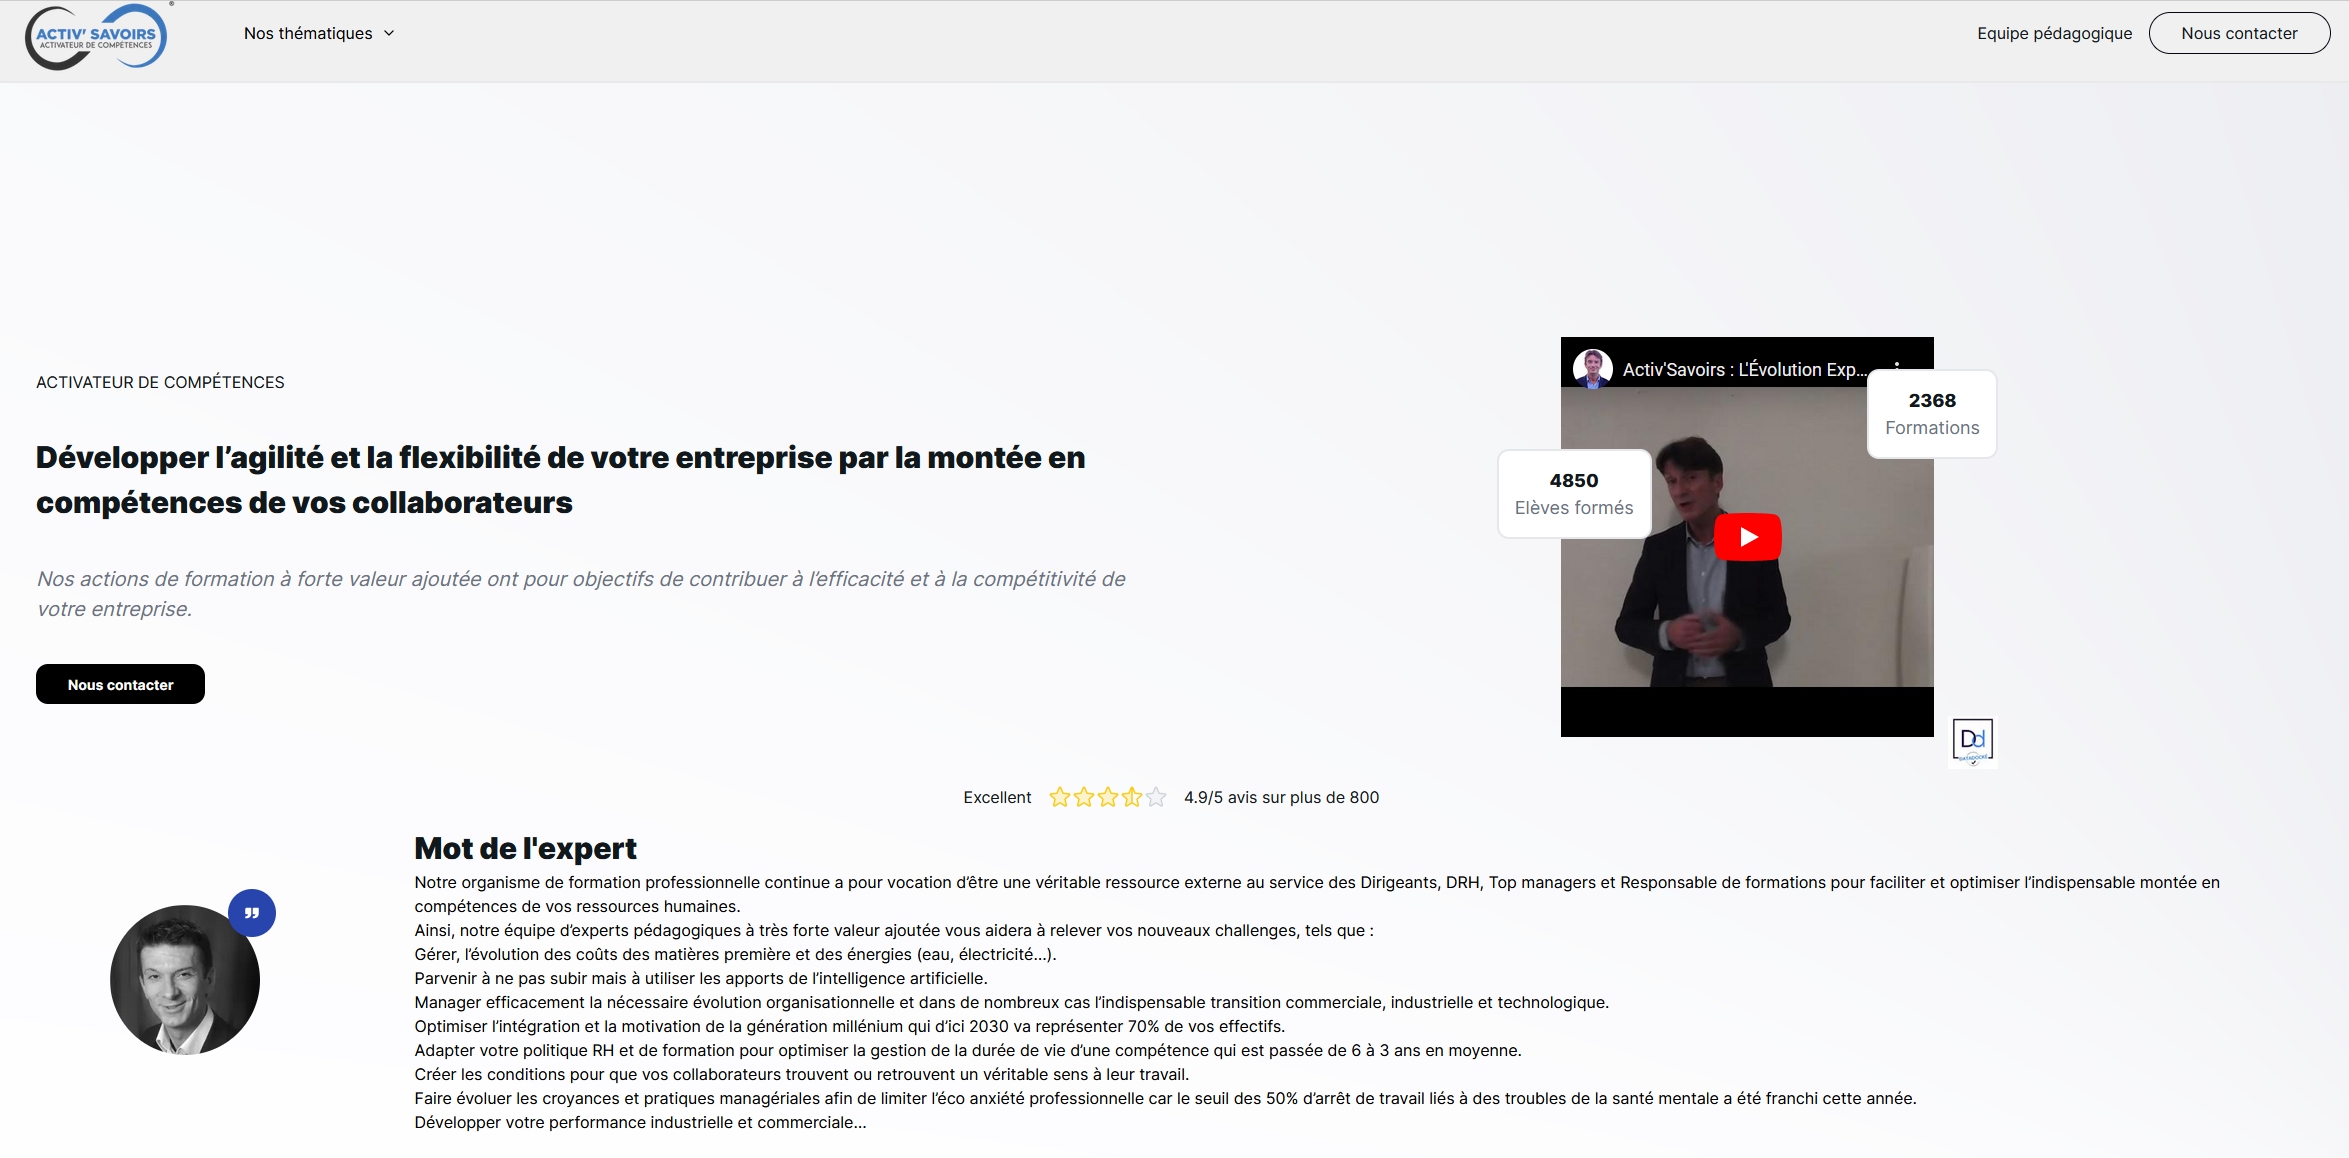 ACTIV' SAVOIRS ®
ACTIVATEUR DE COMPÉTENCES
Nos thématiques
Equipe pédagogique
Nous contacter
ACTIVATEUR DE COMPÉTENCES
Développer l’agilité et la flexibilité de votre entreprise par la montée en
compétences de vos collaborateurs
Nos actions de formation à forte valeur ajoutée ont pour objectifs de contribuer à l’efficacité et à la compétitivité de
votre entreprise.
Nous contacter
Activ'Savoirs : L'Évolution Exp...
2368
Formations
4850
Elèves formés
Dd
DATADOCKÉ
Excellent
4.9/5 avis sur plus de 800
Mot de l'expert
Notre organisme de formation professionnelle continue a pour vocation d’être une véritable ressource externe au service des Dirigeants, DRH, Top managers et Responsable de formations pour faciliter et optimiser l’indispensable montée en
compétences de vos ressources humaines.
Ainsi, notre équipe d’experts pédagogiques à très forte valeur ajoutée vous aidera à relever vos nouveaux challenges, tels que :
Gérer, l’évolution des coûts des matières première et des énergies (eau, électricité…).
Parvenir à ne pas subir mais à utiliser les apports de l’intelligence artificielle.
Manager efficacement la nécessaire évolution organisationnelle et dans de nombreux cas l’indispensable transition commerciale, industrielle et technologique.
Optimiser l’intégration et la motivation de la génération millénium qui d’ici 2030 va représenter 70% de vos effectifs.
Adapter votre politique RH et de formation pour optimiser la gestion de la durée de vie d’une compétence qui est passée de 6 à 3 ans en moyenne.
Créer les conditions pour que vos collaborateurs trouvent ou retrouvent un véritable sens à leur travail.
Faire évoluer les croyances et pratiques managériales afin de limiter l’éco anxiété professionnelle car le seuil des 50% d’arrêt de travail liés à des troubles de la santé mentale a été franchi cette année.
Développer votre performance industrielle et commerciale…